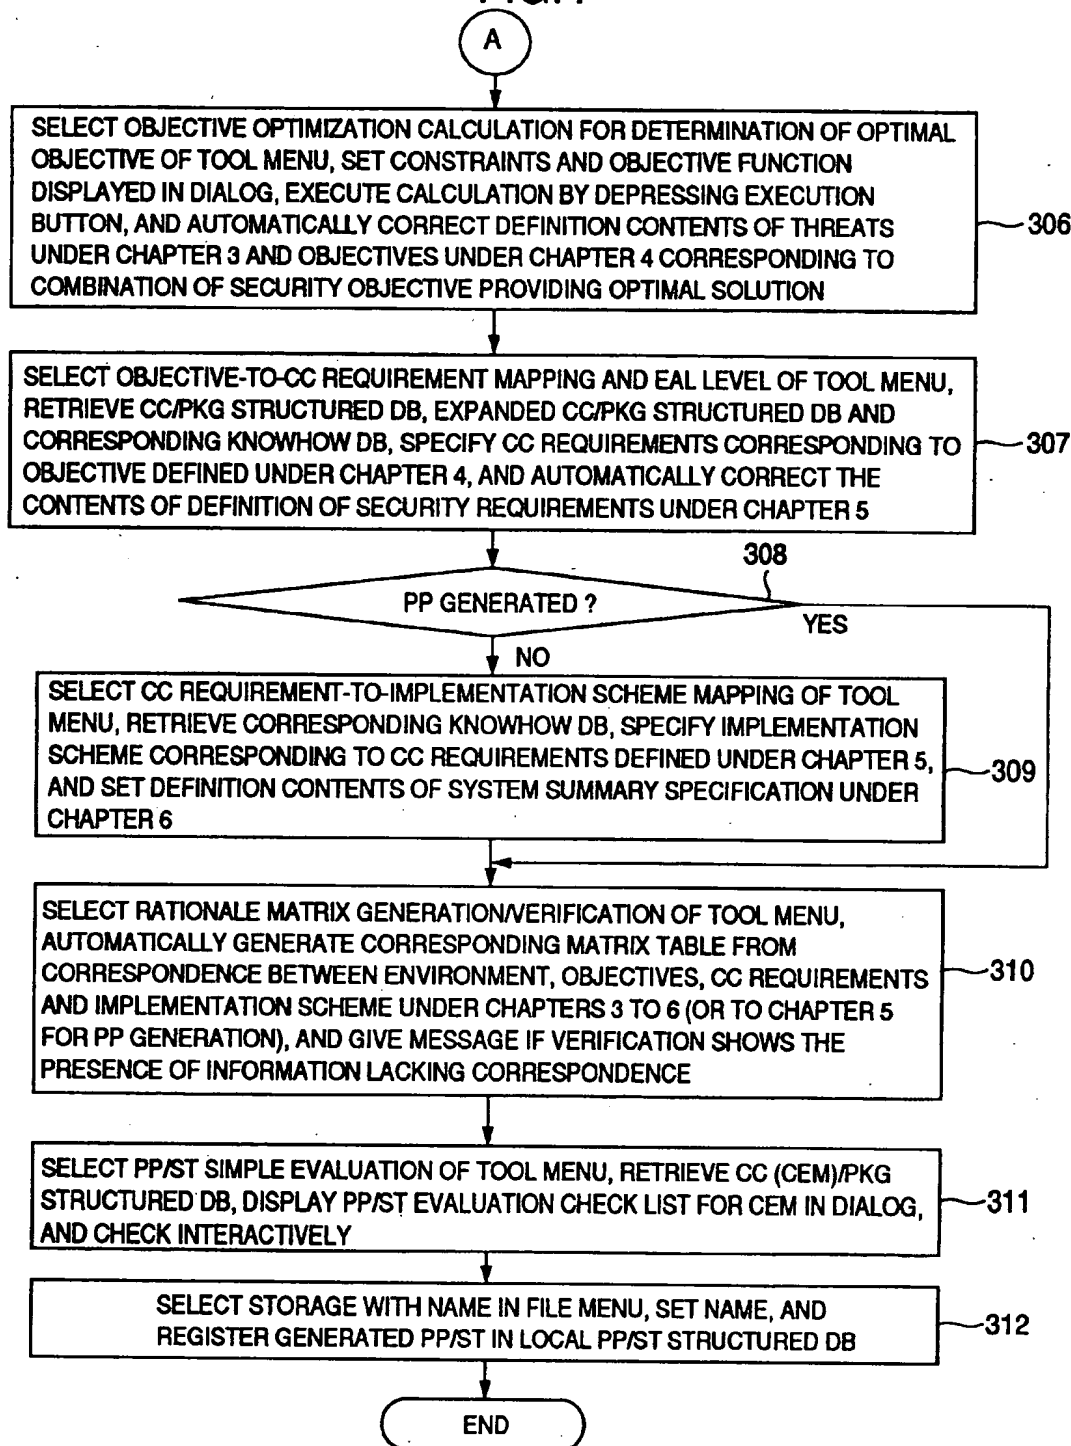 A
SELECT OBJECTIVE OPTIMIZATION CALCULATION FOR DETERMINATION OF OPTIMAL
OBJECTIVE OF TOOL MENU, SET CONSTRAINTS AND OBJECTIVE FUNCTION
DISPLAYED IN DIALOG, EXECUTE CALCULATION BY DEPRESSING EXECUTION
BUTTON, AND AUTOMATICALLY CORRECT DEFINITION CONTENTS OF THREATS
UNDER CHAPTER 3 AND OBJECTIVES UNDER CHAPTER 4 CORRESPONDING TO
COMBINATION OF SECURITY OBJECTIVE PROVIDING OPTIMAL SOLUTION
306
SELECT OBJECTIVE-TO-CC REQUIREMENT MAPPING AND EAL LEVEL OF TOOL MENU,
RETRIEVE CC/PKG STRUCTURED DB, EXPANDED CC/PKG STRUCTURED DB AND
CORRESPONDING KNOWHOW DB, SPECIFY CC REQUIREMENTS CORRESPONDING TO
OBJECTIVE DEFINED UNDER CHAPTER 4, AND AUTOMATICALLY CORRECT THE
CONTENTS OF DEFINITION OF SECURITY REQUIREMENTS UNDER CHAPTER 5
307
308
PP GENERATED ?
YES
NO
SELECT CC REQUIREMENT-TO-IMPLEMENTATION SCHEME MAPPING OF TOOL
MENU, RETRIEVE CORRESPONDING KNOWHOW DB, SPECIFY IMPLEMENTATION
SCHEME CORRESPONDING TO CC REQUIREMENTS DEFINED UNDER CHAPTER 5,
AND SET DEFINITION CONTENTS OF SYSTEM SUMMARY SPECIFICATION UNDER
CHAPTER 6
309
SELECT RATIONALE MATRIX GENERATION/VERIFICATION OF TOOL MENU,
AUTOMATICALLY GENERATE CORRESPONDING MATRIX TABLE FROM
CORRESPONDENCE BETWEEN ENVIRONMENT, OBJECTIVES, CC REQUIREMENTS
AND IMPLEMENTATION SCHEME UNDER CHAPTERS 3 TO 6 (OR TO CHAPTER 5
FOR PP GENERATION), AND GIVE MESSAGE IF VERIFICATION SHOWS THE
PRESENCE OF INFORMATION LACKING CORRESPONDENCE
310
SELECT PP/ST SIMPLE EVALUATION OF TOOL MENU, RETRIEVE CC (CEM)/PKG
STRUCTURED DB, DISPLAY PP/ST EVALUATION CHECK LIST FOR CEM IN DIALOG,
AND CHECK INTERACTIVELY
311
SELECT STORAGE WITH NAME IN FILE MENU, SET NAME, AND
REGISTER GENERATED PP/ST IN LOCAL PP/ST STRUCTURED DB
312
END